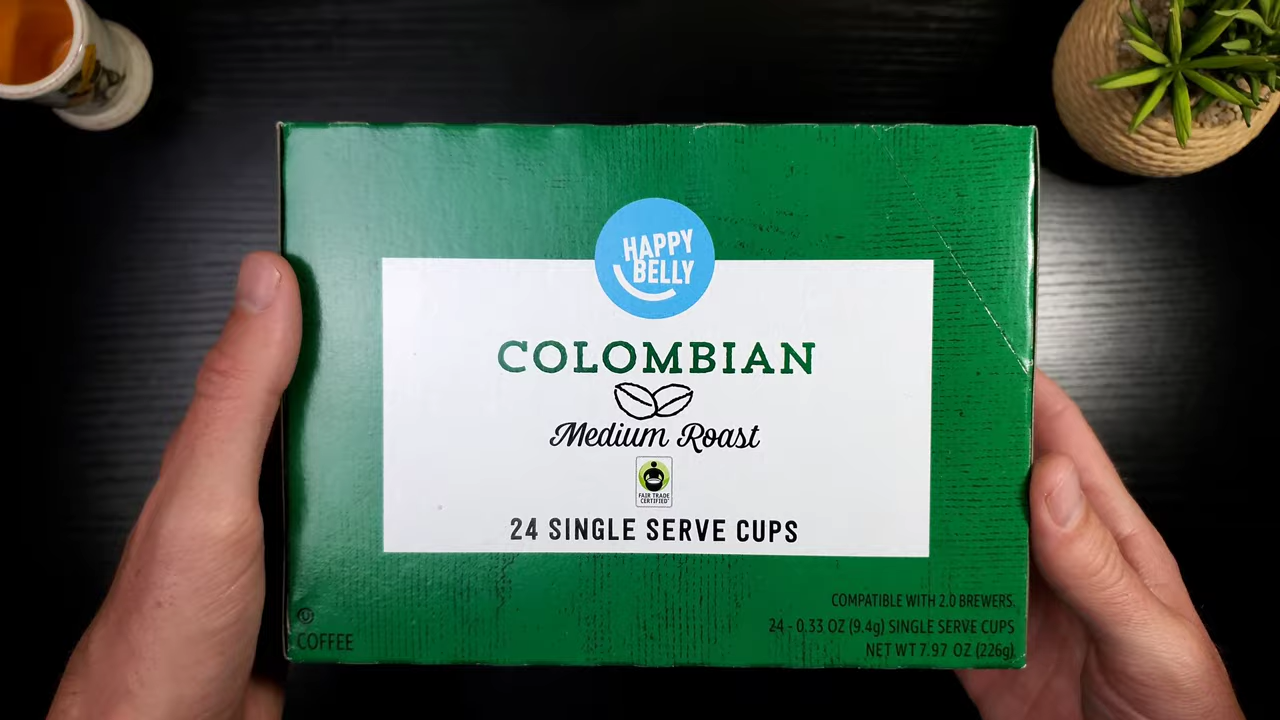 HAPPY
BELLY
COLOMBIAN
Medium Roast
FAIR TRADE
CERTIFIED
24 SINGLE SERVE CUPS
COMPATIBLE WITH 2.0 BREWERS.
24 - 0.33 OZ (9.4g) SINGLE SERVE CUPS
NET WT 7.97 OZ (226g)
U
COFFEE